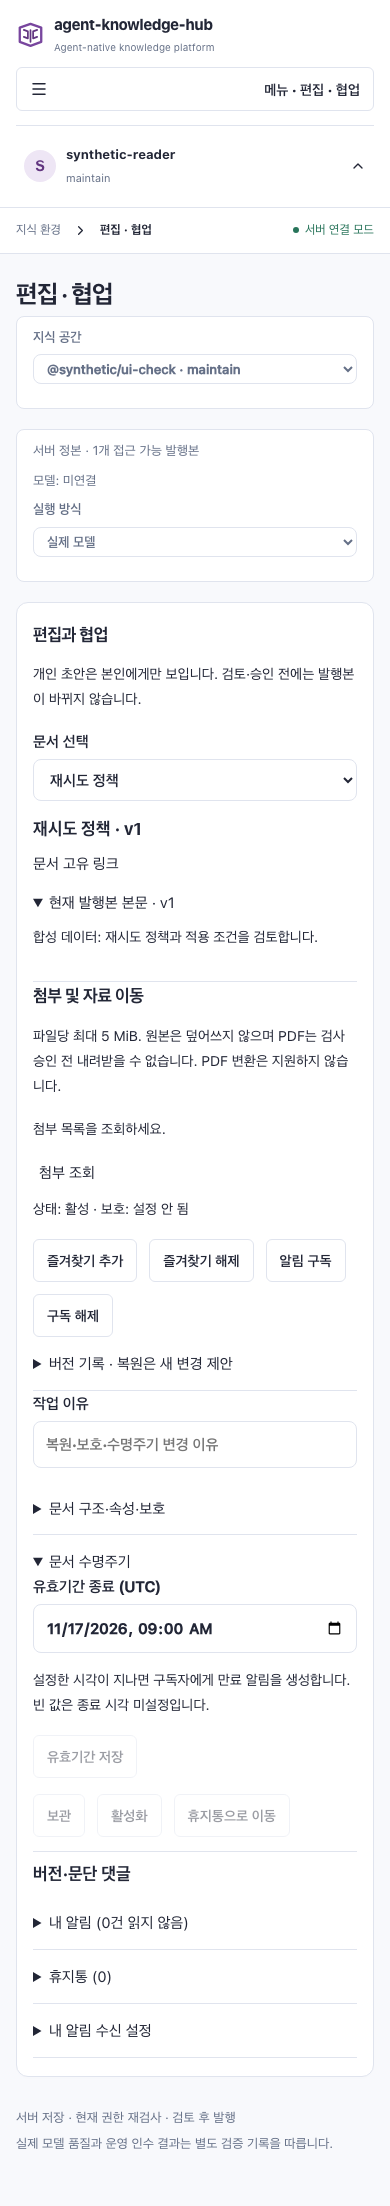 agent-knowledge-hub
Agent-native knowledge platform
메뉴 · 편집 · 협업
S
synthetic-reader
maintain
지식 환경
편집 · 협업
서버 연결 모드
편집 · 협업
지식 공간
@synthetic/ui-check · maintain
서버 정본 · 1개 접근 가능 발행본
모델: 미연결
실행 방식
실제 모델
편집과 협업
개인 초안은 본인에게만 보입니다. 검토·승인 전에는 발행본
이 바뀌지 않습니다.
문서 선택
재시도 정책
재시도 정책 · v1
문서 고유 링크
▼ 현재 발행본 본문 · v1
합성 데이터: 재시도 정책과 적용 조건을 검토합니다.
첨부 및 자료 이동
파일당 최대 5 MiB. 원본은 덮어쓰지 않으며 PDF는 검사
승인 전 내려받을 수 없습니다. PDF 변환은 지원하지 않습
니다.
첨부 목록을 조회하세요.
첨부 조회
상태: 활성 · 보호: 설정 안 됨
즐겨찾기 추가
즐겨찾기 해제
알림 구독
구독 해제
▶ 버전 기록 · 복원은 새 변경 제안
작업 이유
복원·보호·수명주기 변경 이유
▶ 문서 구조·속성·보호
▼ 문서 수명주기
유효기간 종료 (UTC)
11/17/2026, 09:00 AM
설정한 시각이 지나면 구독자에게 만료 알림을 생성합니다.
빈 값은 종료 시각 미설정입니다.
유효기간 저장
보관
활성화
휴지통으로 이동
버전·문단 댓글
▶ 내 알림 (0건 읽지 않음)
▶ 휴지통 (0)
▶ 내 알림 수신 설정
서버 저장 · 현재 권한 재검사 · 검토 후 발행
실제 모델 품질과 운영 인수 결과는 별도 검증 기록을 따릅니다.